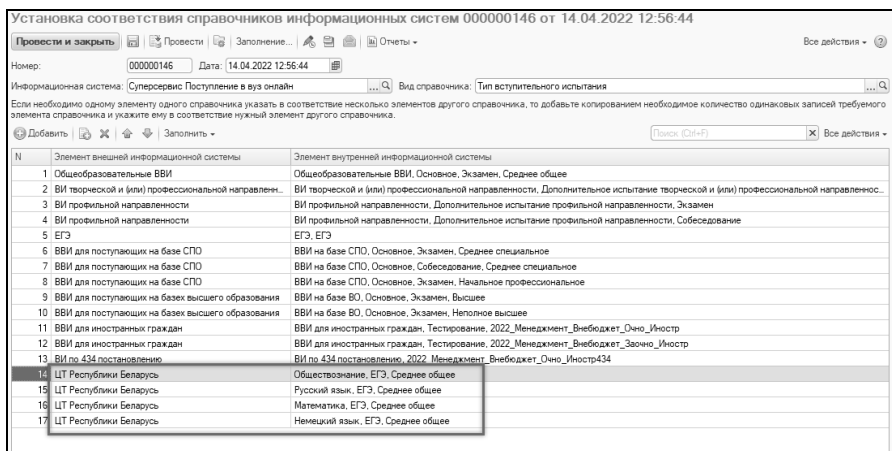 Установка соответствия справочников информационных систем 000000146 от 14.04.2022 12:56:44
Провести и закрыть Провести Заполнение... Отчеты Все действия
Номер: 000000146 Дата: 14.04.2022 12:56:44
Информационная система: Суперсервис Поступление в вуз онлайн ... Вид справочника: Тип вступительного испытания ...
Если необходимо одному элементу одного справочника указать в соответствие несколько элементов другого справочника, то добавьте копированием необходимое количество одинаковых записей требуемого
элемента справочника и укажите ему в соответствие нужный элемент другого справочника.
Добавить Заполнить Поиск (Ctrl+F) Все действия
N Элемент внешней информационной системы Элемент внутренней информационной системы
1 Общеобразовательные ВВИ Общеобразовательные ВВИ, Основное, Экзамен, Среднее общее
2 ВИ творческой и (или) профессиональной направленн... ВИ творческой и (или) профессиональной направленности, Дополнительное испытание творческой и (или) профессиональной направленнос...
3 ВИ профильной направленности ВИ профильной направленности, Дополнительное испытание профильной направленности, Экзамен
4 ВИ профильной направленности ВИ профильной направленности, Дополнительное испытание профильной направленности, Собеседование
5 ЕГЭ ЕГЭ, ЕГЭ
6 ВВИ для поступающих на базе СПО ВВИ на базе СПО, Основное, Экзамен, Среднее специальное
7 ВВИ для поступающих на базе СПО ВВИ на базе СПО, Основное, Собеседование, Среднее специальное
8 ВВИ для поступающих на базе СПО ВВИ на базе СПО, Основное, Экзамен, Начальное профессиональное
9 ВВИ для поступающих на базех высшего образования ВВИ на базе ВО, Основное, Экзамен, Высшее
10 ВВИ для поступающих на базех высшего образования ВВИ на базе ВО, Основное, Экзамен, Неполное высшее
11 ВВИ для иностранных граждан ВВИ для иностранных граждан, Тестирование, 2022_Менеджмент_Внебюджет_Очно_Иностр
12 ВВИ для иностранных граждан ВВИ для иностранных граждан, Тестирование, 2022_Менеджмент_Внебюджет_Заочно_Иностр
13 ВИ по 434 постановлению ВИ по 434 постановлению, 2022_Менеджмент_Внебюджет_Очно_Иностр434
14 ЦТ Республики Беларусь Обществознание, ЕГЭ, Среднее общее
15 ЦТ Республики Беларусь Русский язык, ЕГЭ, Среднее общее
16 ЦТ Республики Беларусь Математика, ЕГЭ, Среднее общее
17 ЦТ Республики Беларусь Немецкий язык, ЕГЭ, Среднее общее